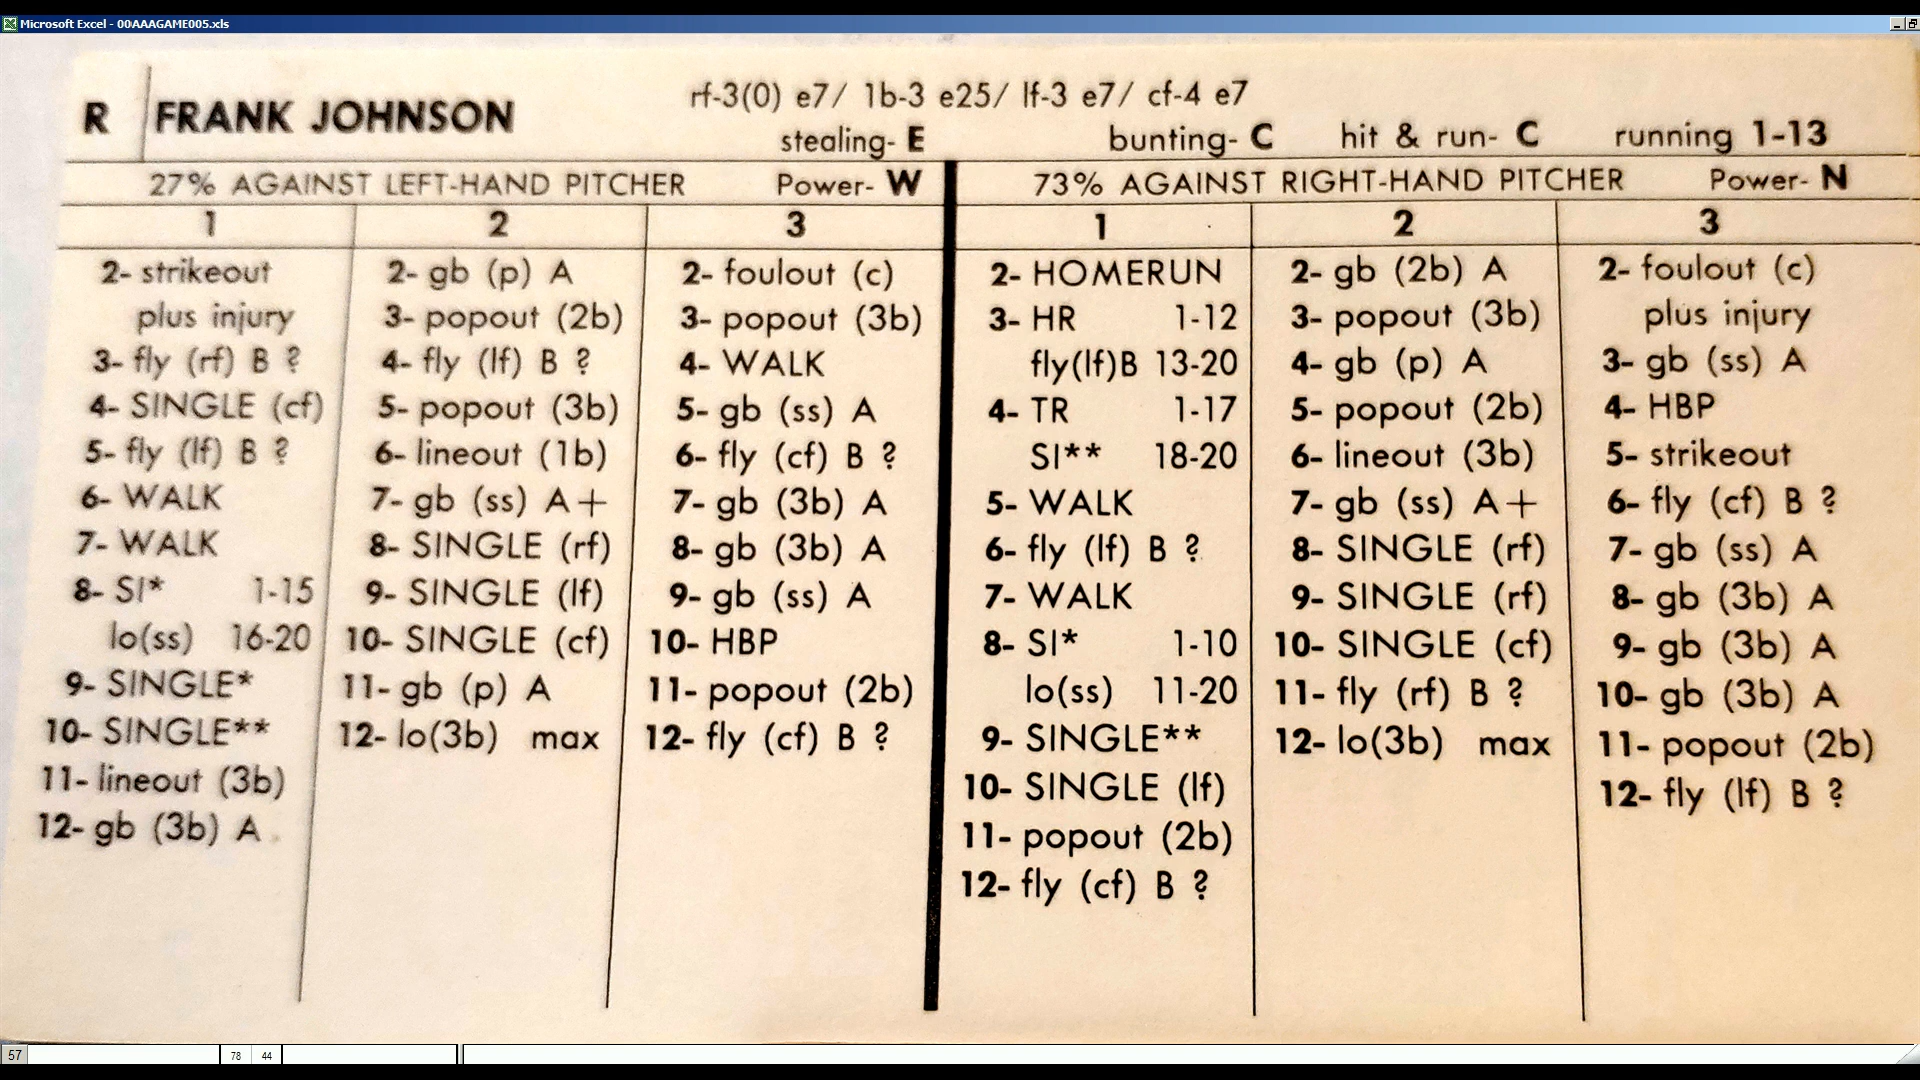 Microsoft Excel - 00AAAGAME005.xls
R FRANK JOHNSON
rf-3(0) e7/ 1b-3 e25/ lf-3 e7/ cf-4 e7
stealing- E bunting- C hit & run- C running 1-13
27% AGAINST LEFT-HAND PITCHER Power- W
1
2- strikeout
plus injury
3- fly (rf) B ?
4- SINGLE (cf)
5- fly (lf) B ?
6- WALK
7- WALK
8- SI* 1-15
lo(ss) 16-20
9- SINGLE*
10- SINGLE**
11- lineout (3b)
12- gb (3b) A
2
2- gb (p) A
3- popout (2b)
4- fly (lf) B ?
5- popout (3b)
6- lineout (1b)
7- gb (ss) A+
8- SINGLE (rf)
9- SINGLE (lf)
10- SINGLE (cf)
11- gb (p) A
12- lo(3b) max
3
2- foulout (c)
3- popout (3b)
4- WALK
5- gb (ss) A
6- fly (cf) B ?
7- gb (3b) A
8- gb (3b) A
9- gb (ss) A
10- HBP
11- popout (2b)
12- fly (cf) B ?
73% AGAINST RIGHT-HAND PITCHER Power- N
1
2- HOMERUN
3- HR 1-12
fly(lf)B 13-20
4- TR 1-17
SI** 18-20
5- WALK
6- fly (lf) B ?
7- WALK
8- SI* 1-10
lo(ss) 11-20
9- SINGLE**
10- SINGLE (lf)
11- popout (2b)
12- fly (cf) B ?
2
2- gb (2b) A
3- popout (3b)
4- gb (p) A
5- popout (2b)
6- lineout (3b)
7- gb (ss) A+
8- SINGLE (rf)
9- SINGLE (rf)
10- SINGLE (cf)
11- fly (rf) B ?
12- lo(3b) max
3
2- foulout (c)
plus injury
3- gb (ss) A
4- HBP
5- strikeout
6- fly (cf) B ?
7- gb (ss) A
8- gb (3b) A
9- gb (3b) A
10- gb (3b) A
11- popout (2b)
12- fly (lf) B ?
57 78 44